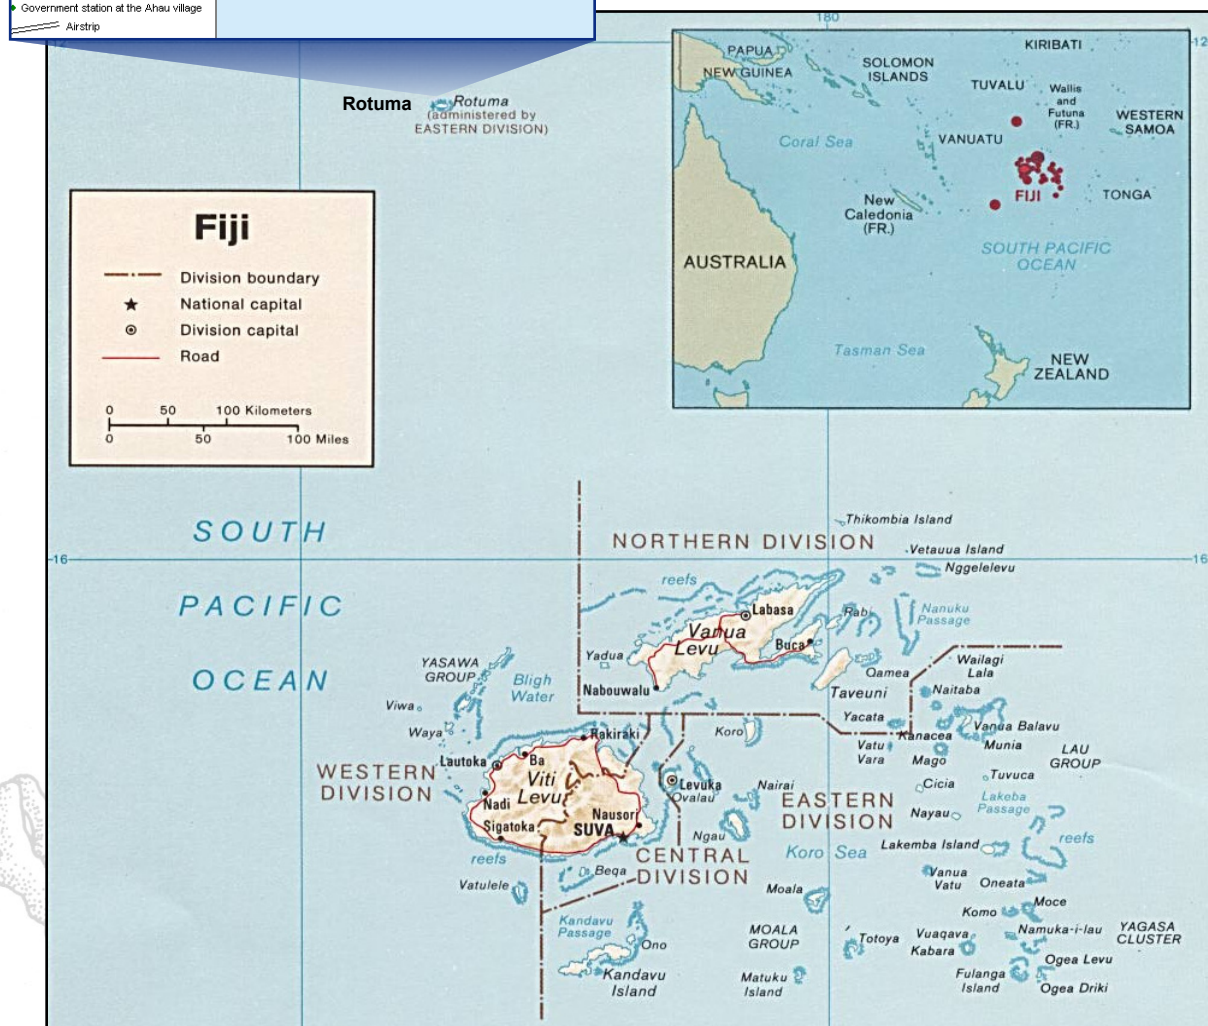 Government station at the Ahau village
Airstrip
180
12
12
Rotuma
Rotuma
(administered by
EASTERN DIVISION)
PAPUA
NEW GUINEA
SOLOMON
ISLANDS
KIRIBATI
TUVALU
Wallis
and
Futuna
(FR.)
WESTERN
SAMOA
VANUATU
Coral Sea
FIJI
TONGA
New
Caledonia
(FR.)
AUSTRALIA
SOUTH PACIFIC
OCEAN
Tasman Sea
NEW
ZEALAND
Fiji
Division boundary
National capital
Division capital
Road
0 50 100 Kilometers
0 50 100 Miles
SOUTH
PACIFIC
OCEAN
16
16
NORTHERN DIVISION
Thikombia Island
Vetauua Island
Nggelelevu
reefs
Labasa
Rabi
Nanuku
Passage
Vanua
Levu
Buca
Yadua
Nabouwalu
Qamea
Taveuni
Wailagi
Lala
Naitaba
YASAWA
GROUP
Bligh
Water
Viwa
Waya
Yacata
Kanacea
Vanua Balavu
Munia
Koro
Vatu
Vara
Mago
LAU
GROUP
Rakiraki
Ba
Lautoka
Viti
Levu
WESTERN
DIVISION
Nadi
Sigatoka
Nausori
SUVA
Levuka
Ovalau
Nairai
Cicia
Tuvuca
Lakeba
Passage
EASTERN
DIVISION
Nayau
Ngau
reefs
Koro Sea
Lakemba Island
CENTRAL
DIVISION
reefs
Beqa
Vatulele
Vanua
Vatu
Oneata
Moala
Moce
Komo
Kandavu
Passage
Ono
MOALA
GROUP
Totoya
Vuaqava
Kabara
Namuka-i-lau
YAGASA
CLUSTER
Kandavu
Island
Matuku
Island
Fulanga
Island
Ogea Levu
Ogea Driki